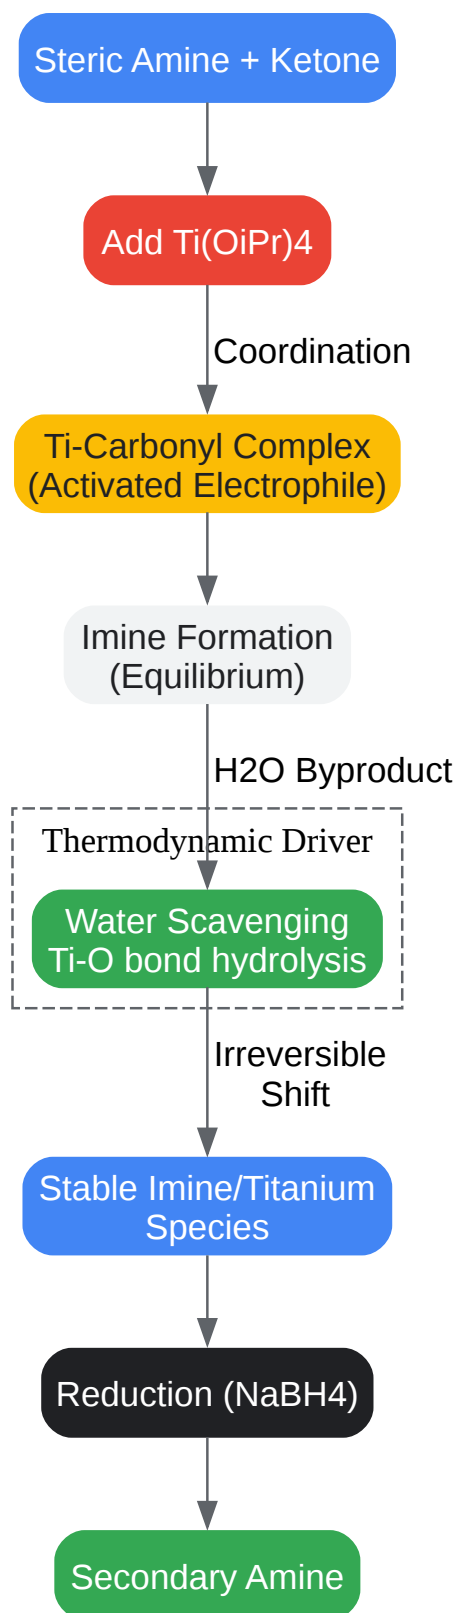 Steric Amine + Ketone
Add Ti(OiPr)4
Coordination
Ti-Carbonyl Complex
(Activated Electrophile)
Imine Formation
(Equilibrium)
H2O Byproduct
Thermodynamic Driver
Water Scavenging
Ti-O bond hydrolysis
Irreversible
Shift
Stable Imine/Titanium
Species
Reduction (NaBH4)
Secondary Amine